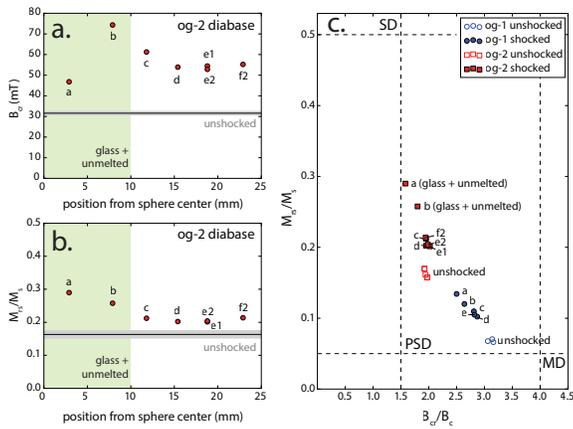 a.
og-2 diabase
80
70
60
50
40
30
20
10
0
B_cr (mT)
a
b
c
d
e1
e2
f2
unshocked
glass +
unmelted
0
5
10
15
20
25
position from sphere center (mm)
b.
og-2 diabase
0.5
0.4
0.3
0.2
0.1
0.0
M_rs/M_s
a
b
c
d
e2
e1
f2
unshocked
glass +
unmelted
0
5
10
15
20
25
position from sphere center (mm)
c.
SD
og-1 unshocked
og-1 shocked
og-2 unshocked
og-2 shocked
0.5
0.4
0.3
0.2
0.1
0.0
M_rs/M_s
a (glass + unmelted)
b (glass + unmelted)
c
f2
e2
d
e1
unshocked
a
b
c
e
d
unshocked
PSD
MD
0.5
1.0
1.5
2.0
2.5
3.0
3.5
4.0
4.5
B_cr/B_c